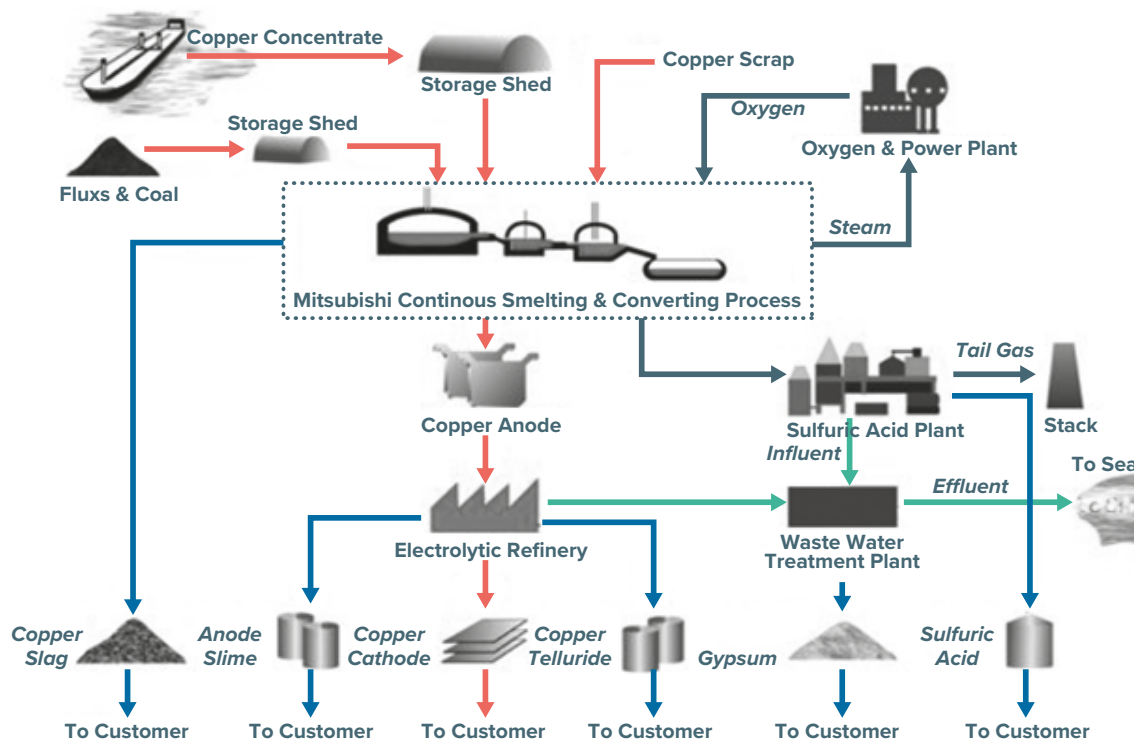 Copper Concentrate
Storage Shed
Copper Scrap
Oxygen
Storage Shed
Oxygen & Power Plant
Fluxs & Coal
Steam
Mitsubishi Continous Smelting & Converting Process
Tail Gas
Copper Anode
Sulfuric Acid Plant
Stack
Influent
To Sea
Effluent
Electrolytic Refinery
Waste Water
Treatment Plant
Copper
Slag
Anode
Slime
Copper
Cathode
Copper
Telluride
Gypsum
Sulfuric
Acid
To Customer
To Customer
To Customer
To Customer
To Customer
To Customer